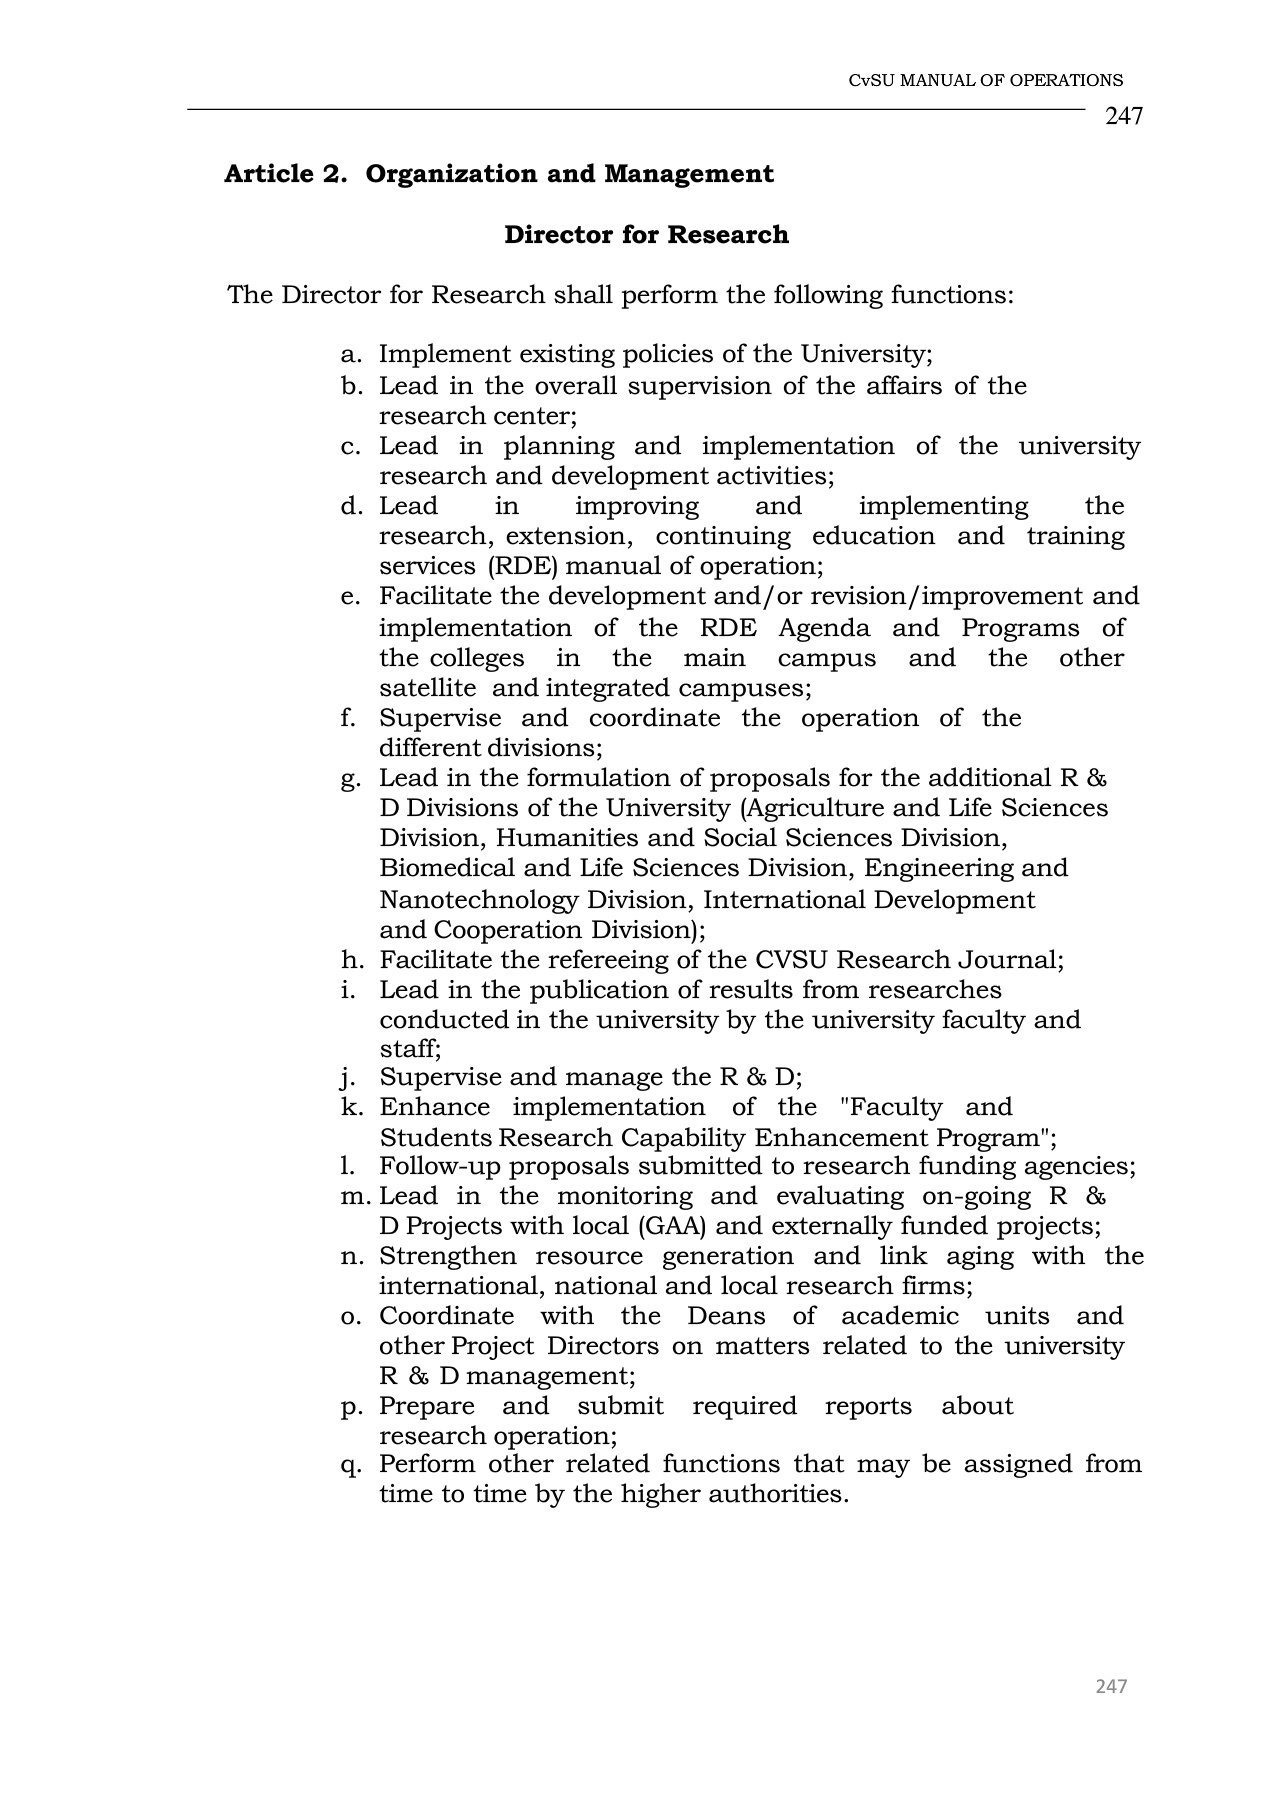 CvSU MANUAL OF OPERATIONS
247
Article 2. Organization and Management
Director for Research
The Director for Research shall perform the following functions:
a. Implement existing policies of the University;
b. Lead in the overall supervision of the affairs of the
research center;
c. Lead in planning and implementation of the university
research and development activities;
d. Lead in improving and implementing the
research, extension, continuing education and training
services (RDE) manual of operation;
e. Facilitate the development and/or revision/improvement and
implementation of the RDE Agenda and Programs of
the colleges in the main campus and the other
satellite and integrated campuses;
f. Supervise and coordinate the operation of the
different divisions;
g. Lead in the formulation of proposals for the additional R &
D Divisions of the University (Agriculture and Life Sciences
Division, Humanities and Social Sciences Division,
Biomedical and Life Sciences Division, Engineering and
Nanotechnology Division, International Development
and Cooperation Division);
h. Facilitate the refereeing of the CVSU Research Journal;
i. Lead in the publication of results from researches
conducted in the university by the university faculty and
staff;
j. Supervise and manage the R & D;
k. Enhance implementation of the "Faculty and
Students Research Capability Enhancement Program";
l. Follow-up proposals submitted to research funding agencies;
m. Lead in the monitoring and evaluating on-going R &
D Projects with local (GAA) and externally funded projects;
n. Strengthen resource generation and link aging with the
international, national and local research firms;
o. Coordinate with the Deans of academic units and
other Project Directors on matters related to the university
R & D management;
p. Prepare and submit required reports about
research operation;
q. Perform other related functions that may be assigned from
time to time by the higher authorities.
247